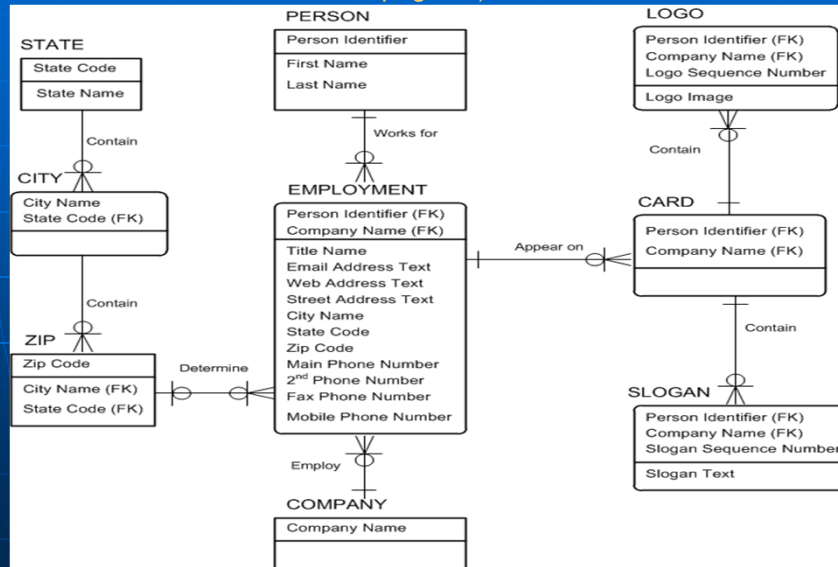 STATE
State Code
State Name
Contain
CITY
City Name
State Code (FK)
Contain
ZIP
Zip Code
City Name (FK)
State Code (FK)
Determine
PERSON
Person Identifier
First Name
Last Name
Works for
EMPLOYMENT
Person Identifier (FK)
Company Name (FK)
Title Name
Email Address Text
Web Address Text
Street Address Text
City Name
State Code
Zip Code
Main Phone Number
2nd Phone Number
Fax Phone Number
Mobile Phone Number
Employ
COMPANY
Company Name
Appear on
LOGO
Person Identifier (FK)
Company Name (FK)
Logo Sequence Number
Logo Image
Contain
CARD
Person Identifier (FK)
Company Name (FK)
Contain
SLOGAN
Person Identifier (FK)
Company Name (FK)
Slogan Sequence Number
Slogan Text